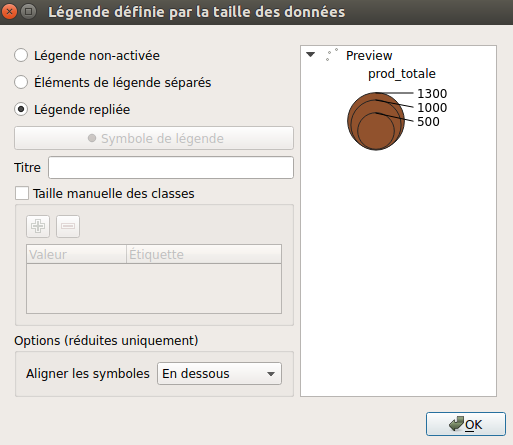 Légende définie par la taille des données
Légende non-activée
Éléments de légende séparés
Légende repliée
Symbole de légende
Titre
Taille manuelle des classes
Valeur Étiquette
Options (réduites uniquement)
Aligner les symboles En dessous
Preview
prod_totale
1300
1000
500
OK